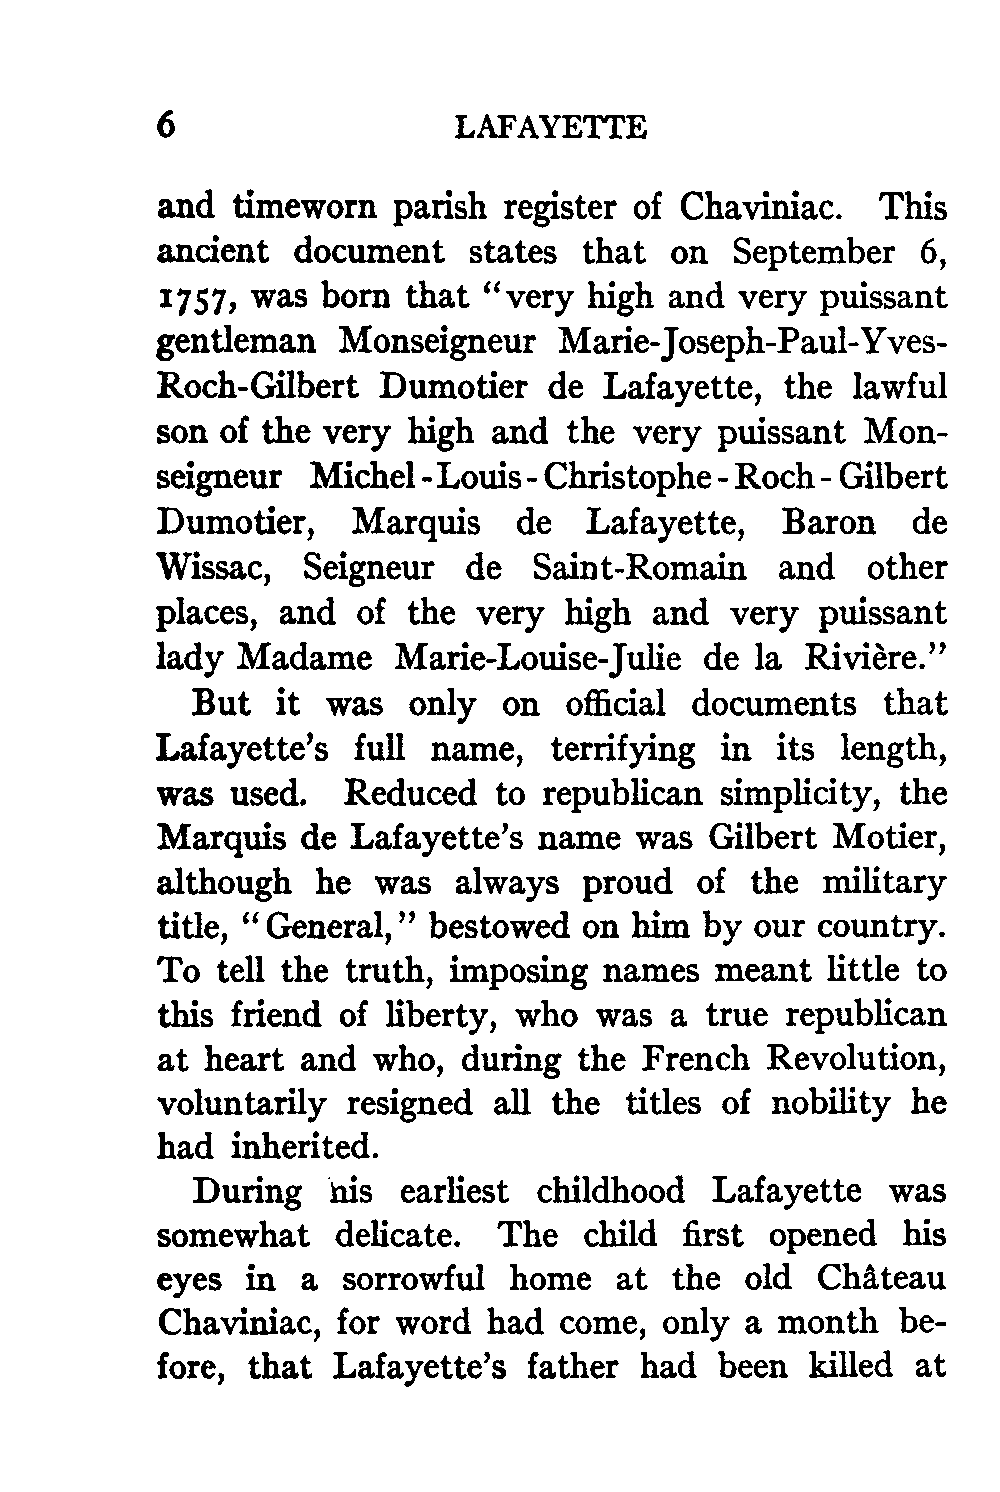 6 LAFAYETTE
and timeworn parish register of Chaviniac. This
ancient document states that on September 6,
1757, was born that “very high and very puissant
gentleman Monseigneur Marie-Joseph-Paul-Yves-
Roch-Gilbert Dumotier de Lafayette, the lawful
son of the very high and the very puissant Mon-
seigneur Michel-Louis-Christophe-Roch-Gilbert
Dumotier, Marquis de Lafayette, Baron de
Wissac, Seigneur de Saint-Romain and other
places, and of the very high and very puissant
lady Madame Marie-Louise-Julie de la Rivière.”
But it was only on official documents that
Lafayette’s full name, terrifying in its length,
was used. Reduced to republican simplicity, the
Marquis de Lafayette’s name was Gilbert Motier,
although he was always proud of the military
title, “General,” bestowed on him by our country.
To tell the truth, imposing names meant little to
this friend of liberty, who was a true republican
at heart and who, during the French Revolution,
voluntarily resigned all the titles of nobility he
had inherited.
During his earliest childhood Lafayette was
somewhat delicate. The child first opened his
eyes in a sorrowful home at the old Château
Chaviniac, for word had come, only a month be-
fore, that Lafayette’s father had been killed at